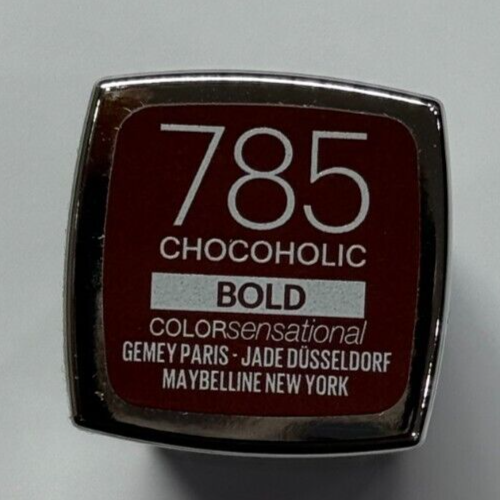 785
CHOCOHOLIC
BOLD
COLORsensational
GEMEY PARIS · JADE DÜSSELDORF
MAYBELLINE NEW YORK